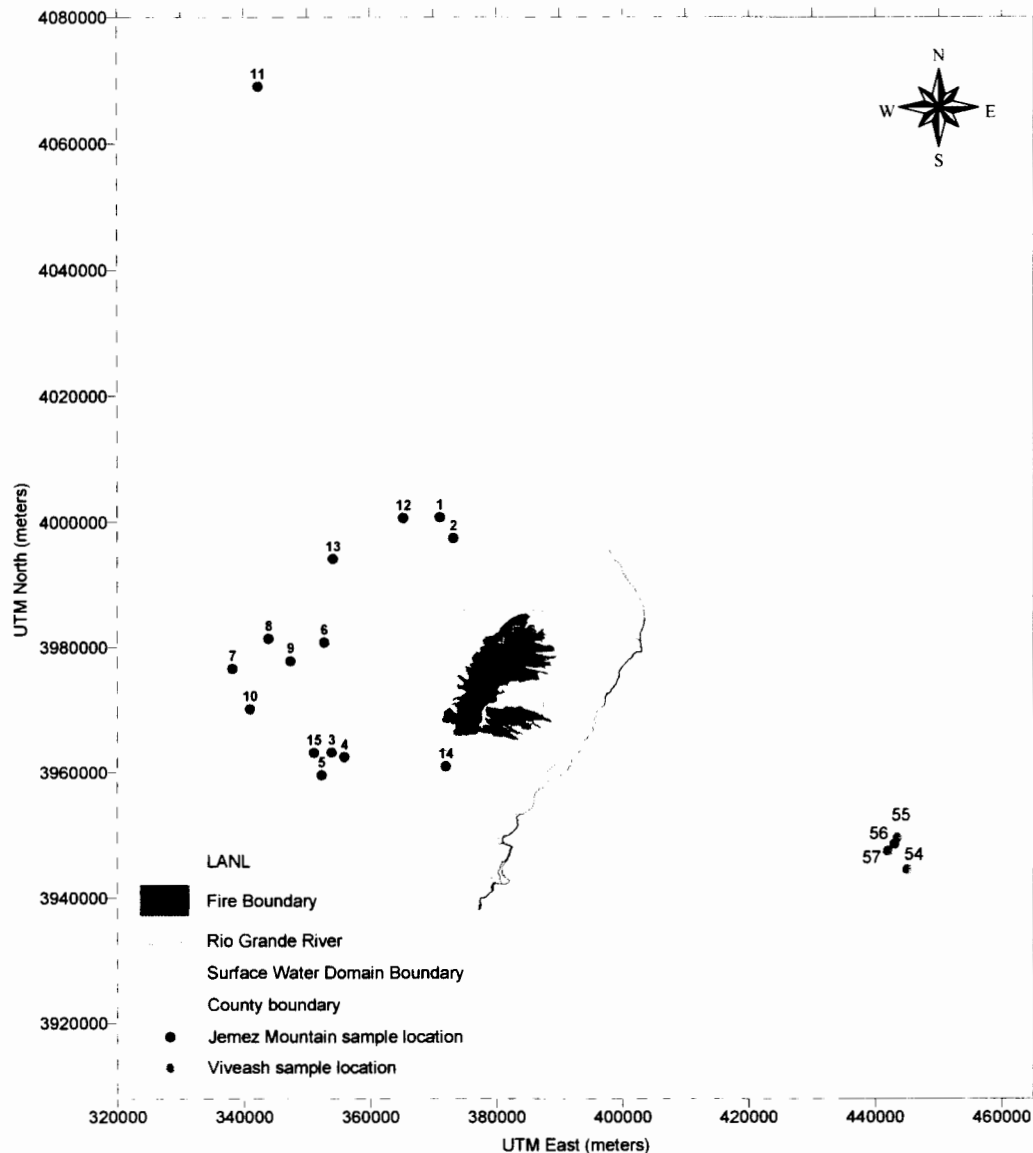 4080000
11
N
W E
S
4060000
4040000
4020000
UTM North (meters)
4000000
12
1
2
13
3980000
8
6
7
9
10
3960000
15
3
4
5
14
55
56
57
54
3940000
LANL
Fire Boundary
Rio Grande River
Surface Water Domain Boundary
County boundary
Jemez Mountain sample location
Viveash sample location
3920000
320000 340000 360000 380000 400000 420000 440000 460000
UTM East (meters)